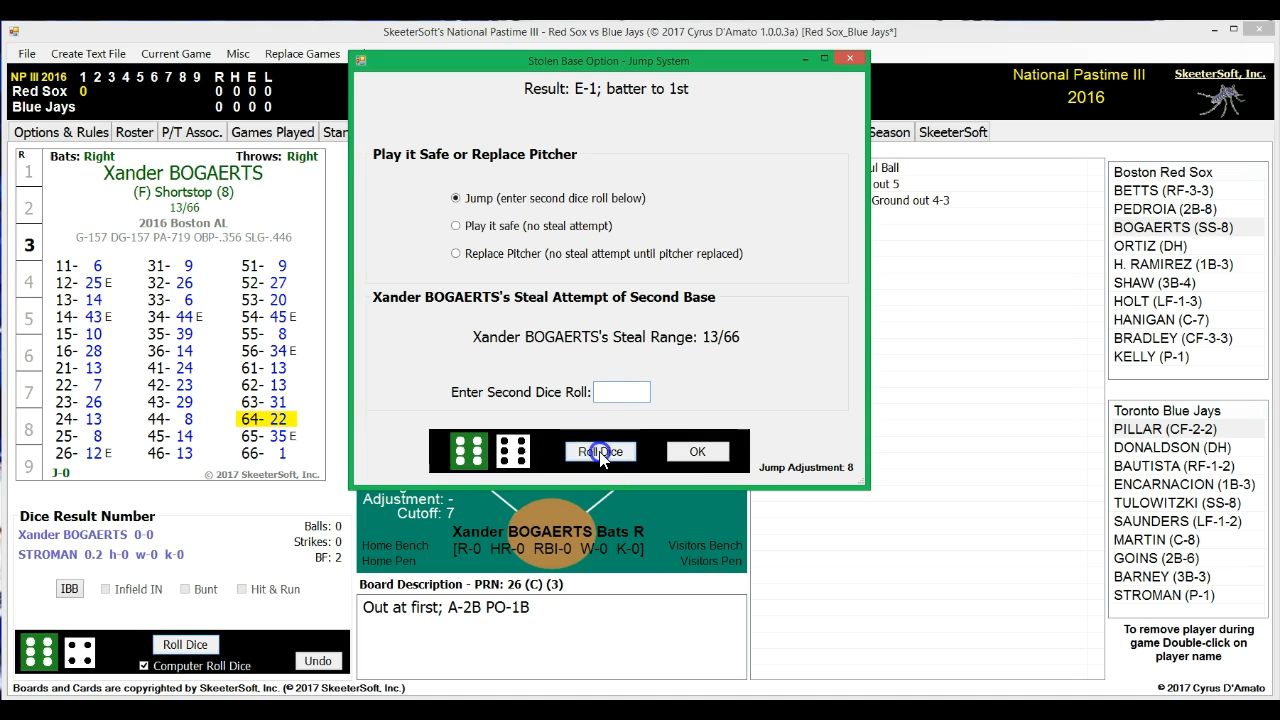 SkeeterSoft's National Pastime III - Red Sox vs Blue Jays (© 2017 Cyrus D'Amato 1.0.0.3a) [Red Sox_Blue Jays*]
File Create Text File Current Game Misc Replace Games
NP III 2016 1 2 3 4 5 6 7 8 9 R H E L
Red Sox 0 0 0 0 0
Blue Jays 0 0 0 0
National Pastime III
2016
SkeeterSoft, Inc.
Options & Rules Roster P/T Assoc. Games Played Star
Season SkeeterSoft
R
1
2
3
4
5
6
7
8
9
Bats: Right Throws: Right
Xander BOGAERTS
(F) Shortstop (8)
13/66
2016 Boston AL
G-157 DG-157 PA-719 OBP-.356 SLG-.446
11- 6 31- 9 51- 9
12- 25 E 32- 26 52- 27
13- 14 33- 6 53- 20
14- 43 E 34- 44 E 54- 45 E
15- 10 35- 39 55- 8
16- 28 36- 14 56- 34 E
21- 13 41- 24 61- 13
22- 7 42- 23 62- 13
23- 26 43- 29 63- 31
24- 13 44- 8 64- 22
25- 8 45- 14 65- 35 E
26- 12 E 46- 13 66- 1
J-0 © 2017 SkeeterSoft, Inc.
Dice Result Number
Xander BOGAERTS 0-0
STROMAN 0.2 h-0 w-0 k-0
Balls: 0
Strikes: 0
BF: 2
IBB Infield IN Bunt Hit & Run
Roll Dice
Computer Roll Dice
Undo
Boards and Cards are copyrighted by SkeeterSoft, Inc. (© 2017 SkeeterSoft, Inc.)
Stolen Base Option - Jump System
Result: E-1; batter to 1st
Play it Safe or Replace Pitcher
Jump (enter second dice roll below)
Play it safe (no steal attempt)
Replace Pitcher (no steal attempt until pitcher replaced)
Xander BOGAERTS's Steal Attempt of Second Base
Xander BOGAERTS's Steal Range: 13/66
Enter Second Dice Roll:
Roll Dice
OK
Jump Adjustment: 8
Adjustment: -
Cutoff: 7
Xander BOGAERTS Bats R
[R-0 HR-0 RBI-0 W-0 K-0]
Home Bench
Home Pen
Visitors Bench
Visitors Pen
Board Description - PRN: 26 (C) (3)
Out at first; A-2B PO-1B
ul Ball
out 5
Ground out 4-3
Boston Red Sox
BETTS (RF-3-3)
PEDROIA (2B-8)
BOGAERTS (SS-8)
ORTIZ (DH)
H. RAMIREZ (1B-3)
SHAW (3B-4)
HOLT (LF-1-3)
HANIGAN (C-7)
BRADLEY (CF-3-3)
KELLY (P-1)
Toronto Blue Jays
PILLAR (CF-2-2)
DONALDSON (DH)
BAUTISTA (RF-1-2)
ENCARNACION (1B-3)
TULOWITZKI (SS-8)
SAUNDERS (LF-1-2)
MARTIN (C-8)
GOINS (2B-6)
BARNEY (3B-3)
STROMAN (P-1)
To remove player during
game Double-click on
player name
© 2017 Cyrus D'Amato